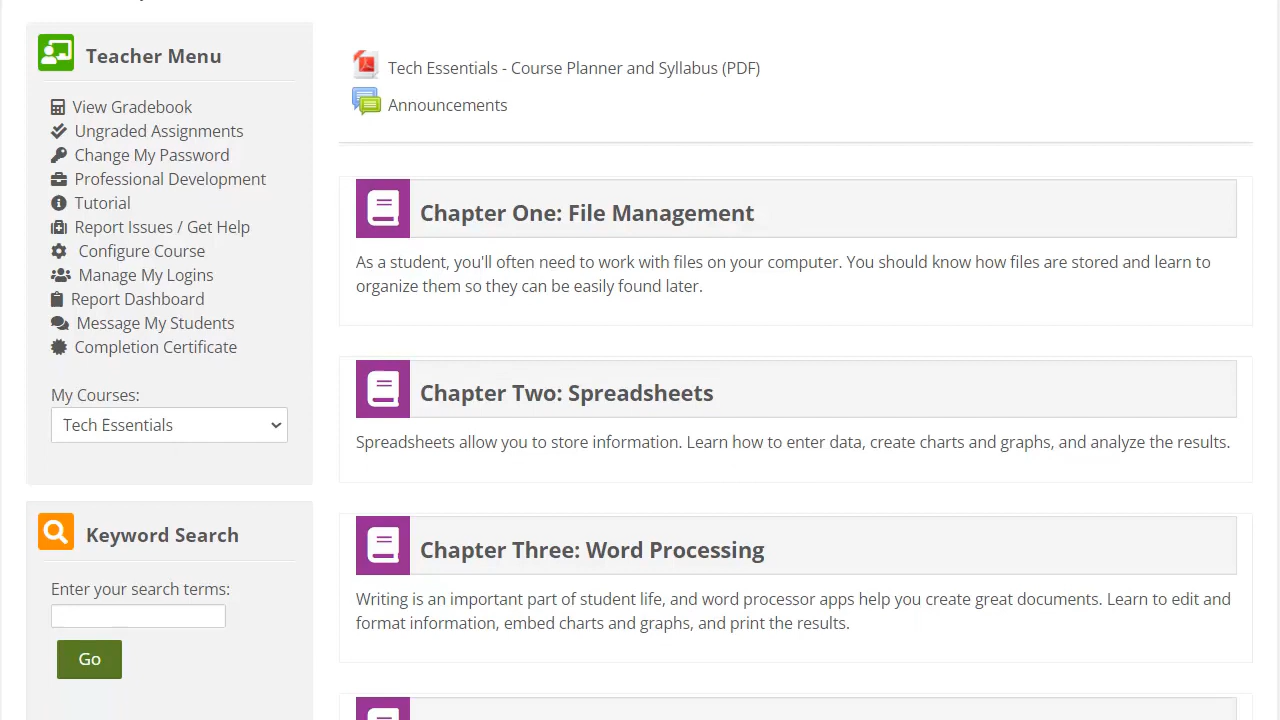 Teacher Menu
View Gradebook
Ungraded Assignments
Change My Password
Professional Development
Tutorial
Report Issues / Get Help
Configure Course
Manage My Logins
Report Dashboard
Message My Students
Completion Certificate
My Courses:
Tech Essentials
Keyword Search
Enter your search terms:
Go
Tech Essentials - Course Planner and Syllabus (PDF)
Announcements
Chapter One: File Management
As a student, you'll often need to work with files on your computer. You should know how files are stored and learn to
organize them so they can be easily found later.
Chapter Two: Spreadsheets
Spreadsheets allow you to store information. Learn how to enter data, create charts and graphs, and analyze the results.
Chapter Three: Word Processing
Writing is an important part of student life, and word processor apps help you create great documents. Learn to edit and
format information, embed charts and graphs, and print the results.